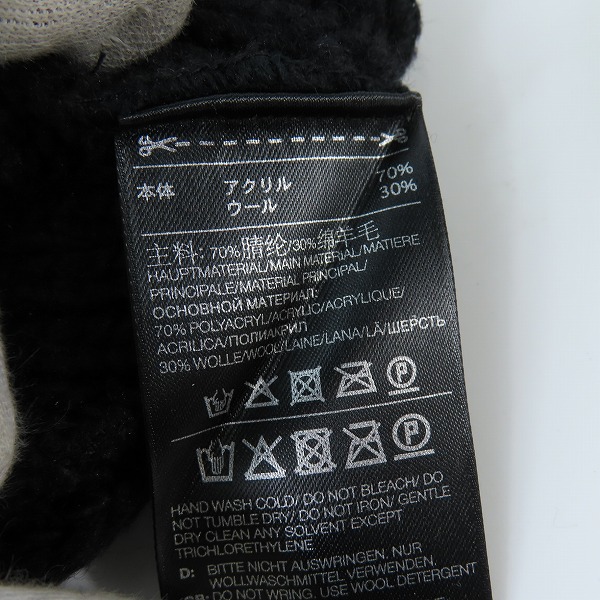 本体 アクリル 70%
ウール 30%
主料: 70%腈纶/30%绵羊毛
HAUPTMATERIAL/MAIN MATERIAL/MATIERE
PRINCIPALE/MATERIAL PRINCIPAL/
ОСНОВНОЙ МАТЕРИАЛ:
70% POLYACRYL/ACRYLIC/ACRYLIQUE/
ACRILICA/ПОЛИАКРИЛ
30% WOLLE/WOOL/LAINE/LANA/LÃ/ШЕРСТЬ
P
P
HAND WASH COLD/ DO NOT BLEACH/ DO
NOT TUMBLE DRY/ DO NOT IRON/ GENTLE
DRY CLEAN ANY SOLVENT EXCEPT
TRICHLORETHYLENE
D: BITTE NICHT AUSWRINGEN. NUR
WOLLWASCHMITTEL VERWENDEN.
GB: DO NOT WRING. USE WOOL DETERGENT